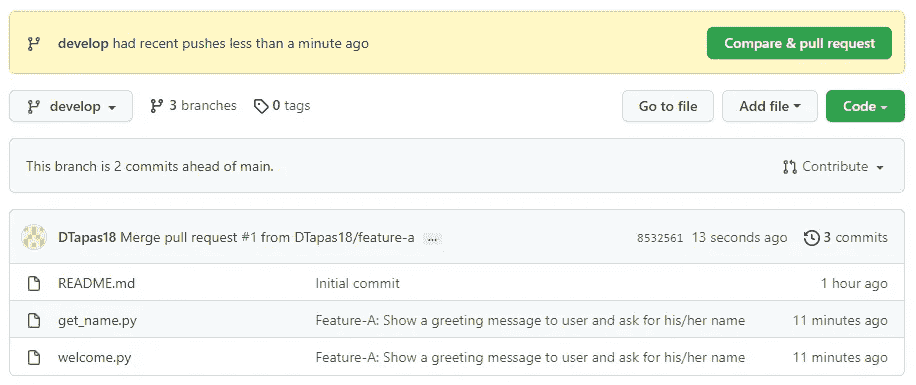 develop had recent pushes less than a minute ago Compare & pull request
develop 3 branches 0 tags Go to file Add file Code
This branch is 2 commits ahead of main. Contribute
DTapas18 Merge pull request #1 from DTapas18/feature-a ... 8532561 13 seconds ago 3 commits
README.md Initial commit 1 hour ago
get_name.py Feature-A: Show a greeting message to user and ask for his/her name 11 minutes ago
welcome.py Feature-A: Show a greeting message to user and ask for his/her name 11 minutes ago